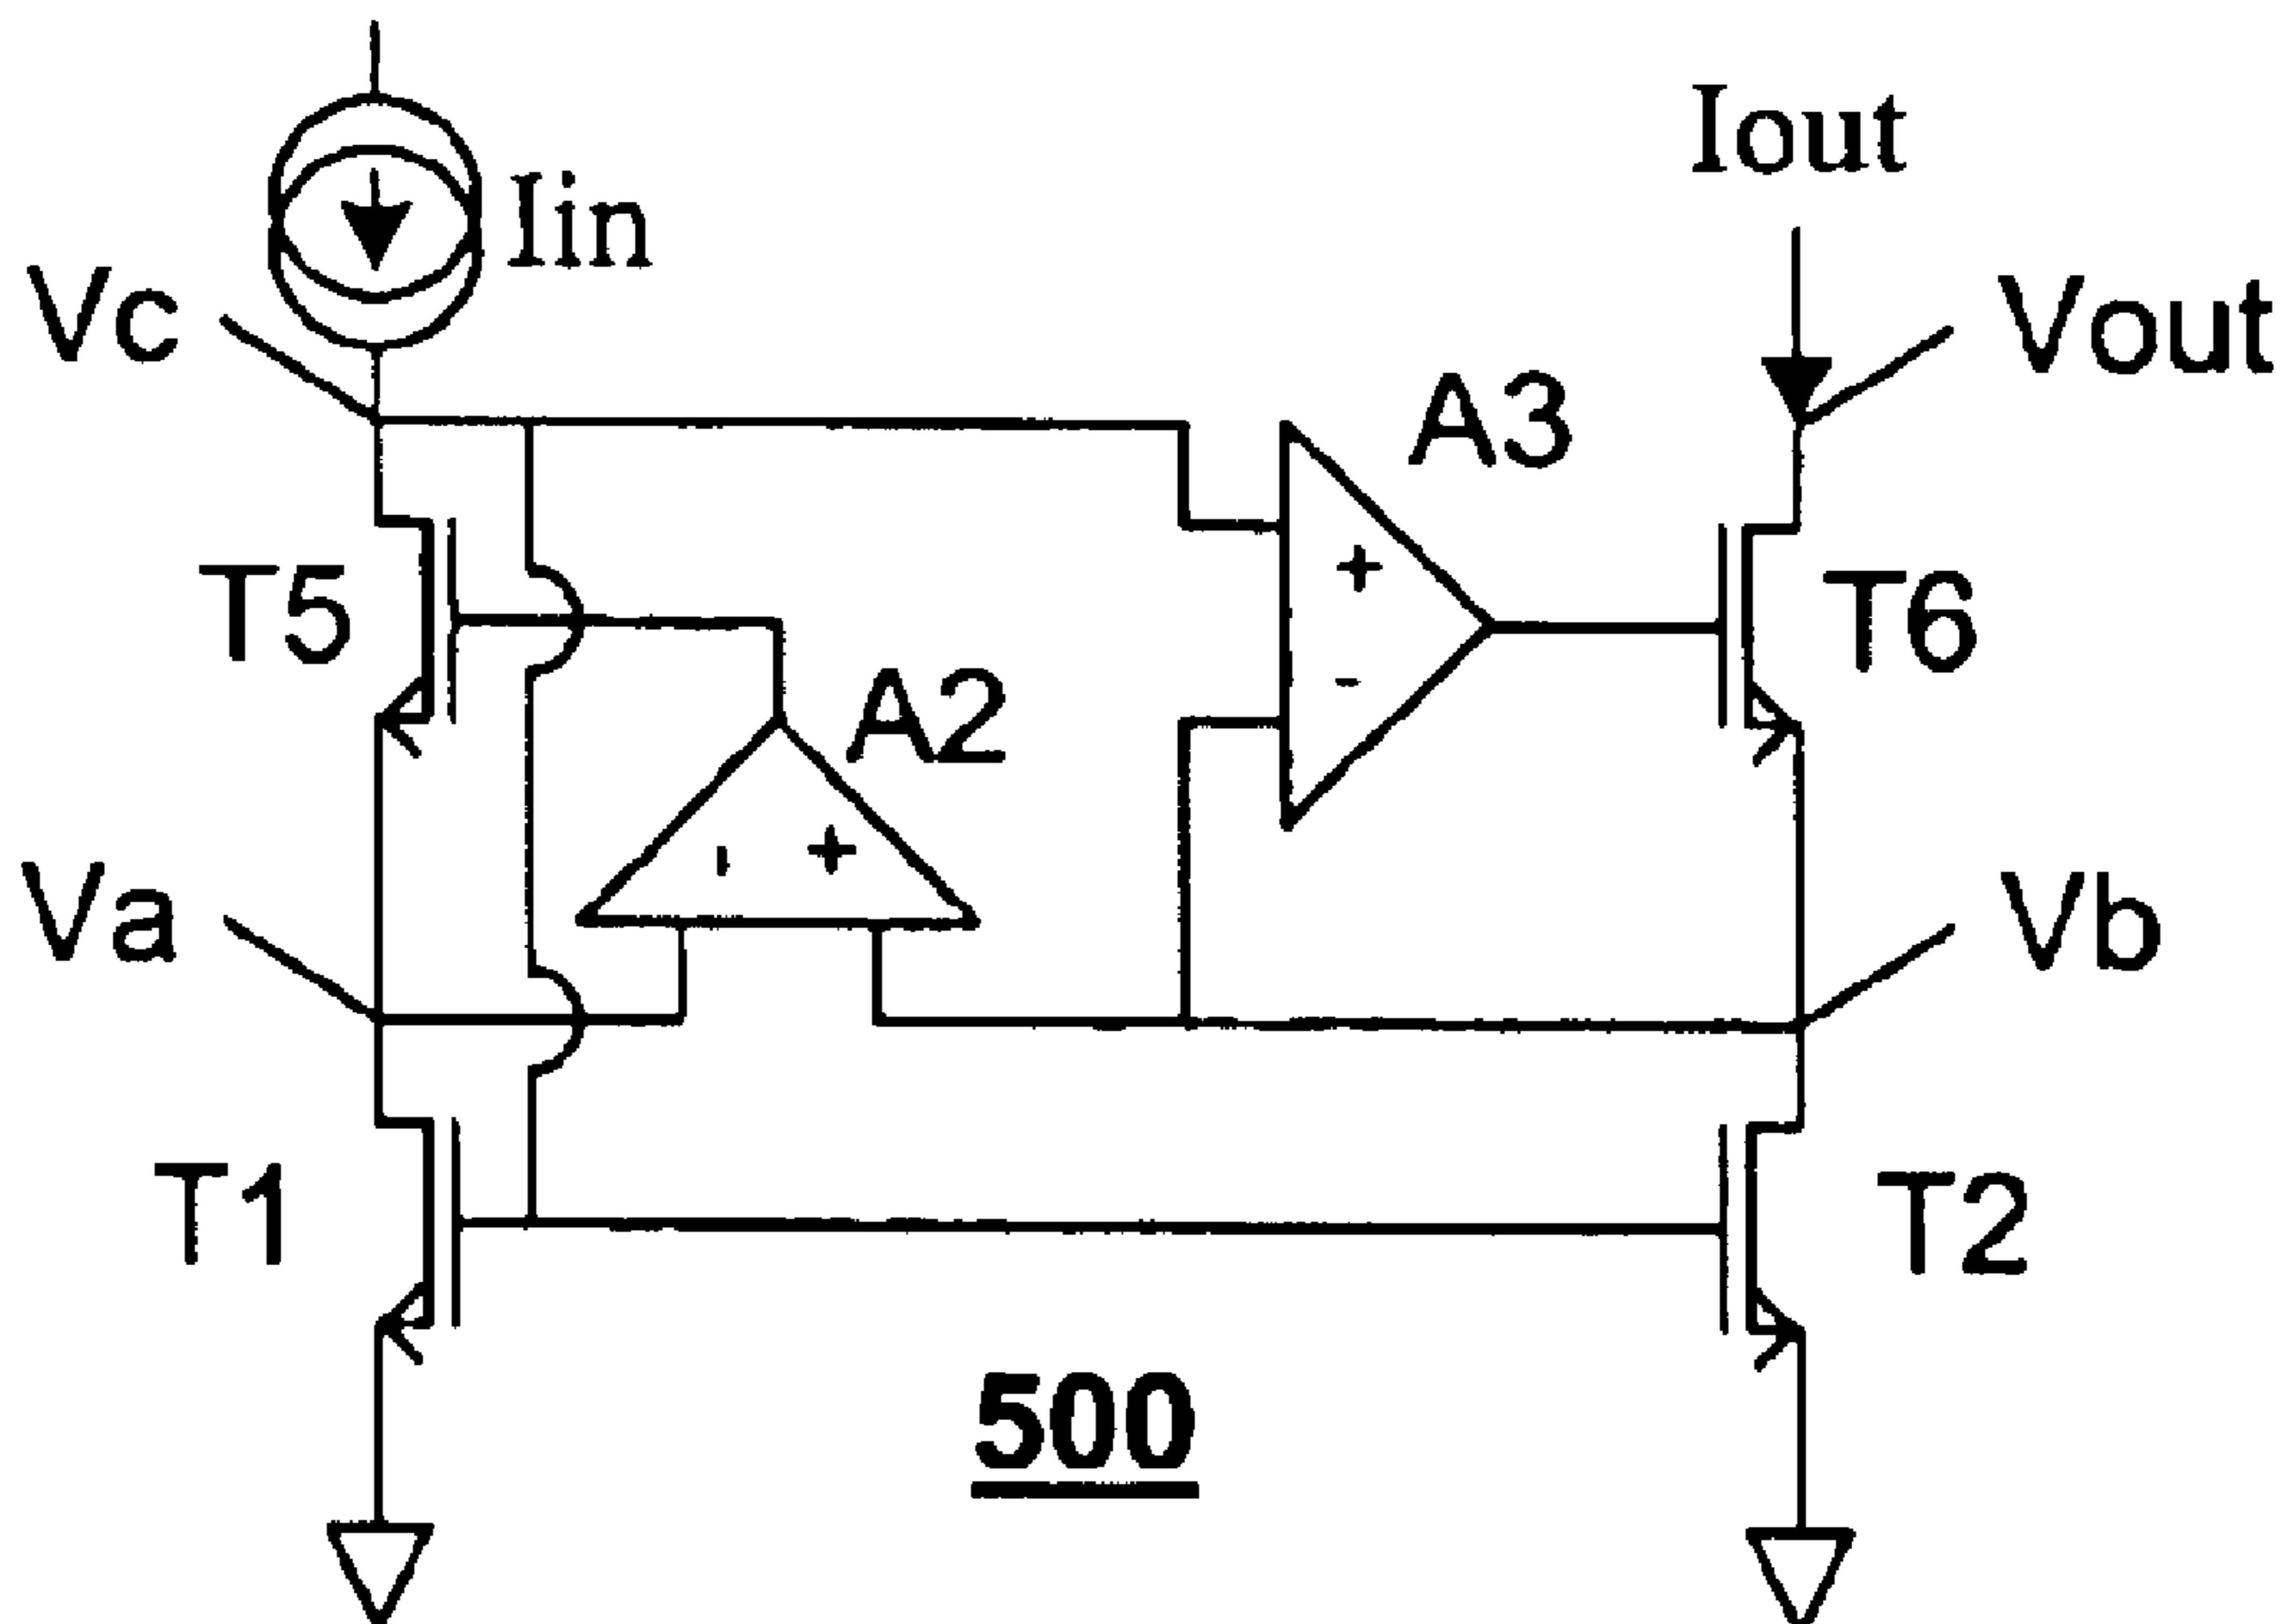 Iout
Iin
Vc
Vout
A3
+
-
T5
T6
A2
- +
Va
Vb
T1
T2
500